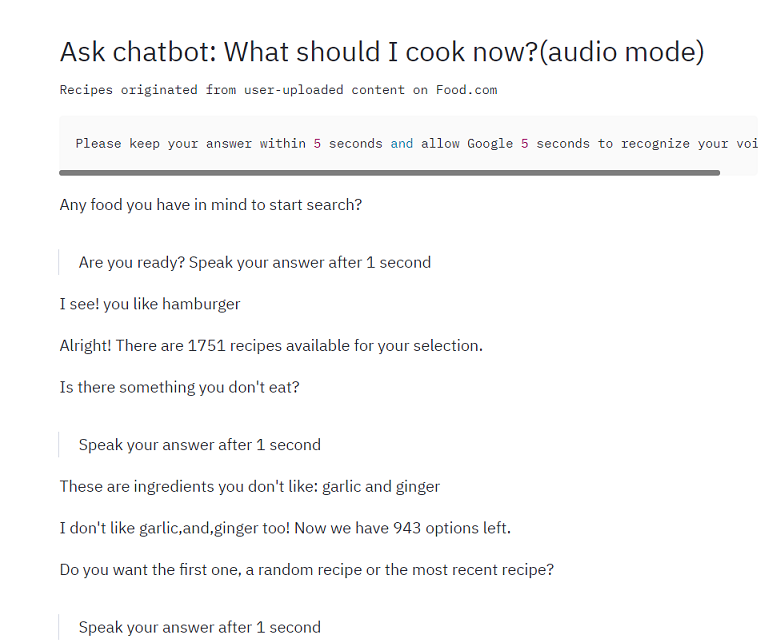 Ask chatbot: What should I cook now?(audio mode)
Recipes originated from user-uploaded content on Food.com
Please keep your answer within 5 seconds and allow Google 5 seconds to recognize your voi
Any food you have in mind to start search?
Are you ready? Speak your answer after 1 second
I see! you like hamburger
Alright! There are 1751 recipes available for your selection.
Is there something you don't eat?
Speak your answer after 1 second
These are ingredients you don't like: garlic and ginger
I don't like garlic,and,ginger too! Now we have 943 options left.
Do you want the first one, a random recipe or the most recent recipe?
Speak your answer after 1 second